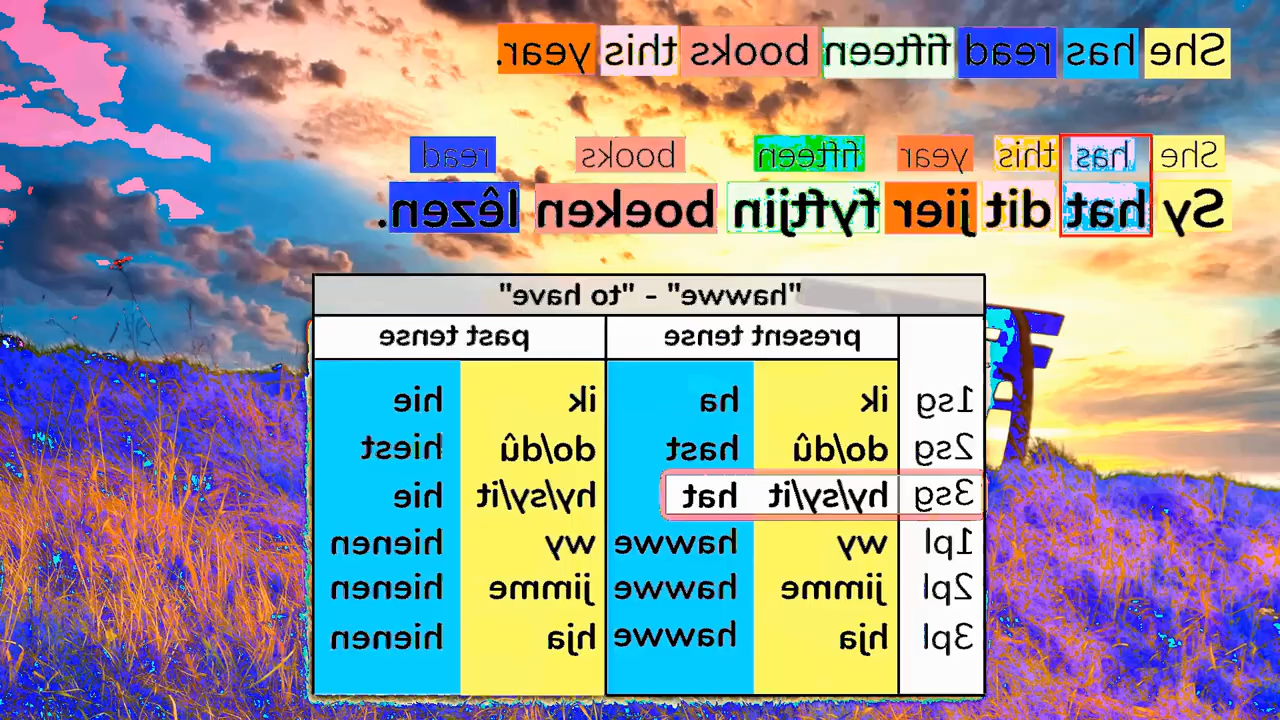 She has read fifteen books this year.
She has this year fifteen books read
Sy hat dit jier fyftjin boeken lêzen.
"hawwe" - "to have"
present tense past tense
1sg ik ha ik hie
2sg do/dû hast do/dû hiest
3sg hy/sy/it hat hy/sy/it hie
1pl wy hawwe wy hienen
2pl jimme hawwe jimme hienen
3pl hja hawwe hja hienen